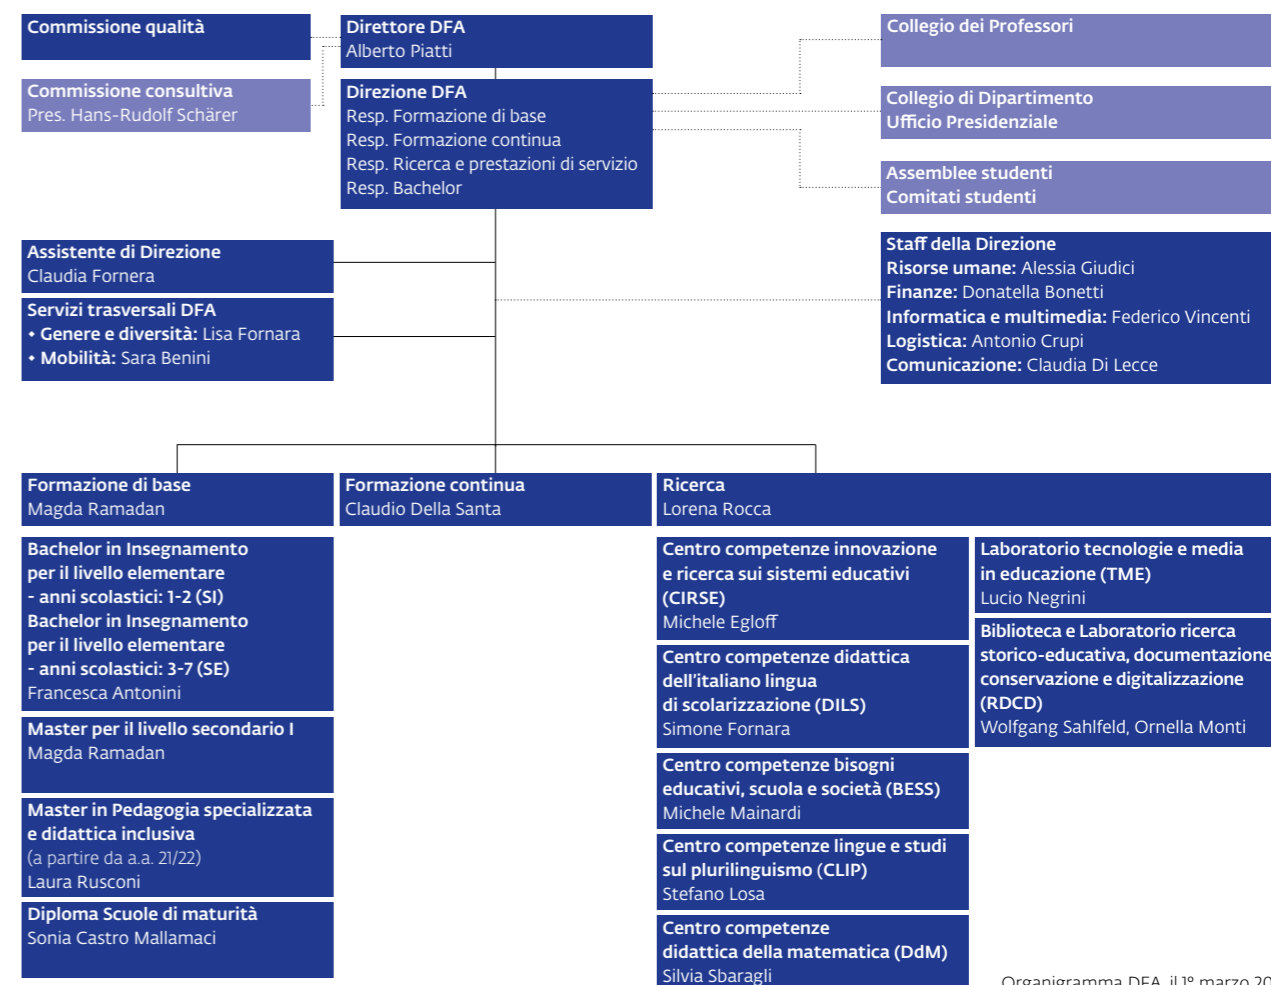 Commissione qualità
Commissione consultiva
Pres. Hans-Rudolf Schärer
Direttore DFA
Alberto Piatti
Direzione DFA
Resp. Formazione di base
Resp. Formazione continua
Resp. Ricerca e prestazioni di servizio
Resp. Bachelor
Collegio dei Professori
Collegio di Dipartimento
Ufficio Presidenziale
Assemblee studenti
Comitati studenti
Assistente di Direzione
Claudia Fornera
Servizi trasversali DFA
• Genere e diversità: Lisa Fornara
• Mobilità: Sara Benini
Staff della Direzione
Risorse umane: Alessia Giudici
Finanze: Donatella Bonetti
Informatica e multimedia: Federico Vincenti
Logistica: Antonio Crupi
Comunicazione: Claudia Di Lecce
Formazione di base
Magda Ramadan
Formazione continua
Claudio Della Santa
Ricerca
Lorena Rocca
Bachelor in Insegnamento
per il livello elementare
- anni scolastici: 1-2 (SI)
Bachelor in Insegnamento
per il livello elementare
- anni scolastici: 3-7 (SE)
Francesca Antonini
Master per il livello secondario I
Magda Ramadan
Master in Pedagogia specializzata
e didattica inclusiva
(a partire da a.a. 21/22)
Laura Rusconi
Diploma Scuole di maturità
Sonia Castro Mallamaci
Centro competenze innovazione
e ricerca sui sistemi educativi
(CIRSE)
Michele Egloff
Centro competenze didattica
dell'italiano lingua
di scolarizzazione (DILS)
Simone Fornara
Centro competenze bisogni
educativi, scuola e società (BESS)
Michele Mainardi
Centro competenze lingue e studi
sul plurilinguismo (CLIP)
Stefano Losa
Centro competenze
didattica della matematica (DdM)
Silvia Sbaragli
Laboratorio tecnologie e media
in educazione (TME)
Lucio Negrini
Biblioteca e Laboratorio ricerca
storico-educativa, documentazione
conservazione e digitalizzazione
(RDCD)
Wolfgang Sahlfeld, Ornella Monti
Organigramma DFA, il 1° marzo 20